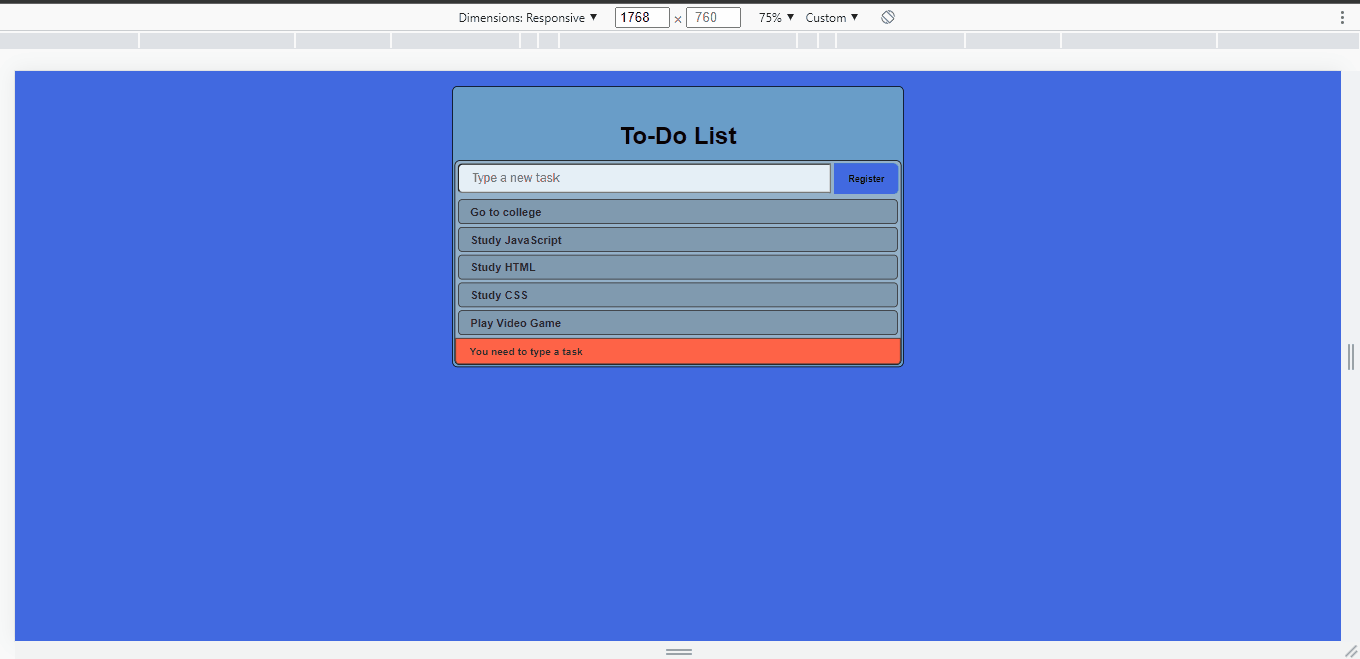 Dimensions: Responsive ▼ 1768 × 760 75% ▼ Custom ▼
To-Do List
Type a new task Register
Go to college
Study JavaScript
Study HTML
Study CSS
Play Video Game
You need to type a task